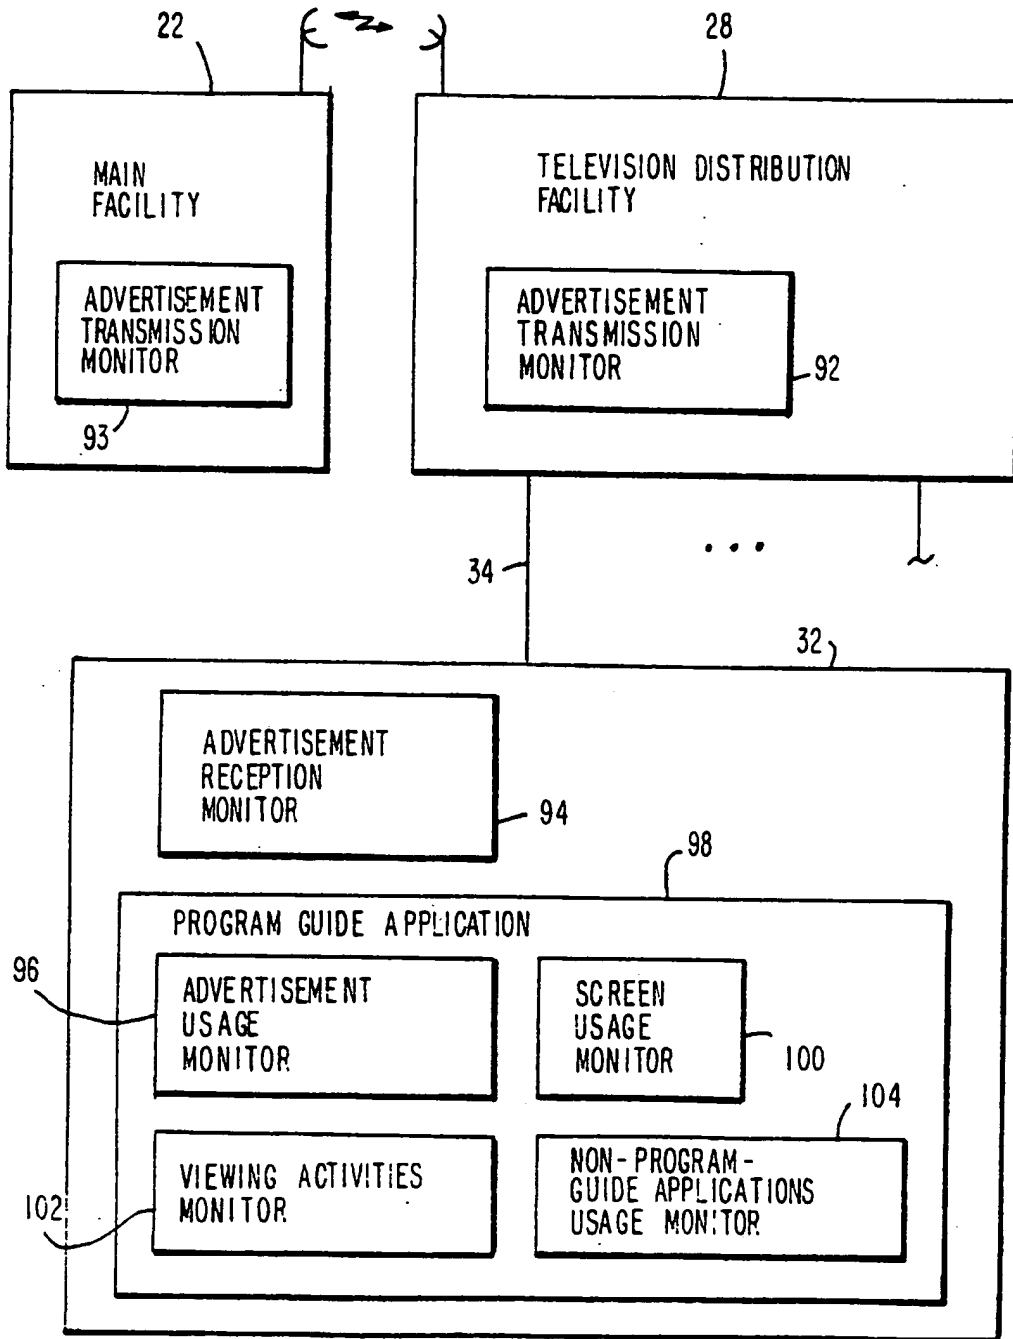 22
28
MAIN
FACILITY
TELEVISION DISTRIBUTION
FACILITY
ADVERTISEMENT
TRANSMISSION
MONITOR
93
ADVERTISEMENT
TRANSMISSION
MONITOR
92
34
...
32
ADVERTISEMENT
RECEPTION
MONITOR
94
98
PROGRAM GUIDE APPLICATION
96
ADVERTISEMENT
USAGE
MONITOR
SCREEN
USAGE
MONITOR
100
104
VIEWING ACTIVITIES
MONITOR
102
NON-PROGRAM-
GUIDE APPLICATIONS
USAGE MONITOR